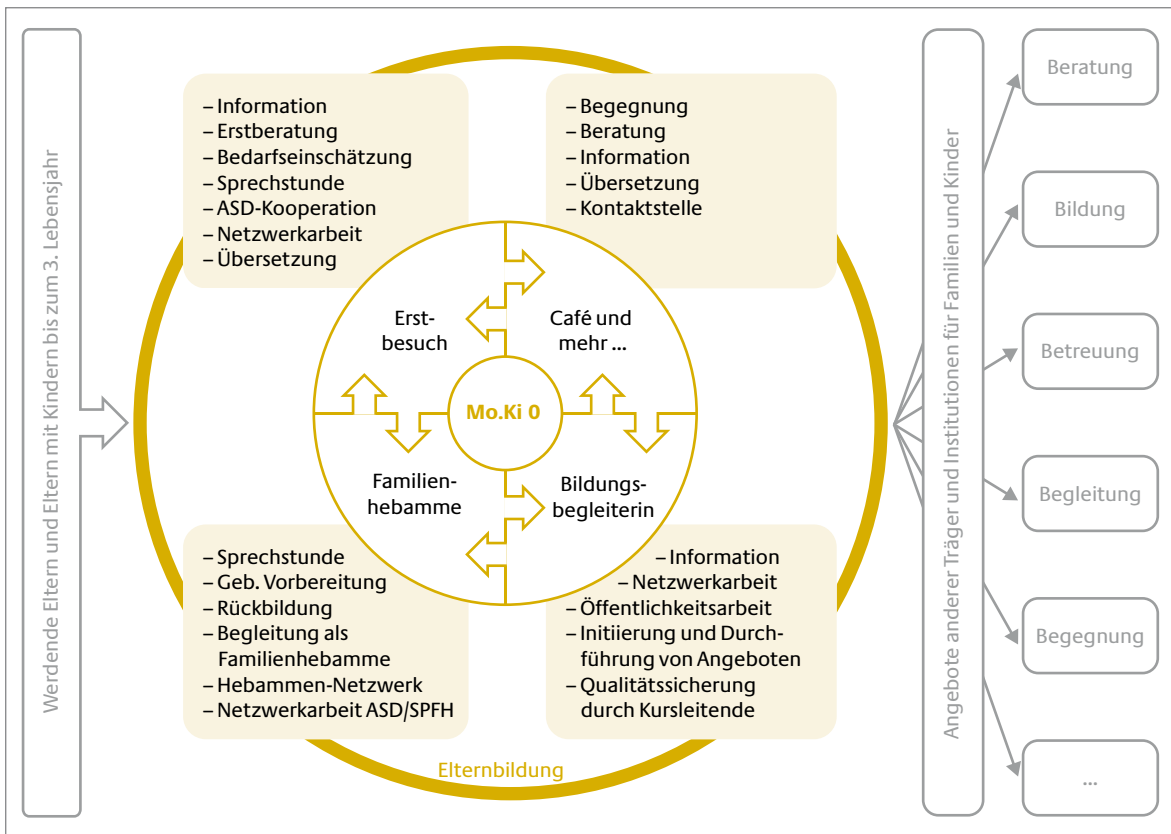 Werdende Eltern und Eltern mit Kindern bis zum 3. Lebensjahr
– Information
– Erstberatung
– Bedarfseinschätzung
– Sprechstunde
– ASD-Kooperation
– Netzwerkarbeit
– Übersetzung
– Begegnung
– Beratung
– Information
– Übersetzung
– Kontaktstelle
Erst-
besuch
Café und
mehr ...
Mo.Ki 0
Familien-
hebamme
Bildungs-
begleiterin
– Sprechstunde
– Geb. Vorbereitung
– Rückbildung
– Begleitung als
Familienhebamme
– Hebammen-Netzwerk
– Netzwerkarbeit ASD/SPFH
– Information
– Netzwerkarbeit
– Öffentlichkeitsarbeit
– Initiierung und Durch-
führung von Angeboten
– Qualitätssicherung
durch Kursleitende
Elternbildung
Angebote anderer Träger und Institutionen für Familien und Kinder
Beratung
Bildung
Betreuung
Begleitung
Begegnung
...